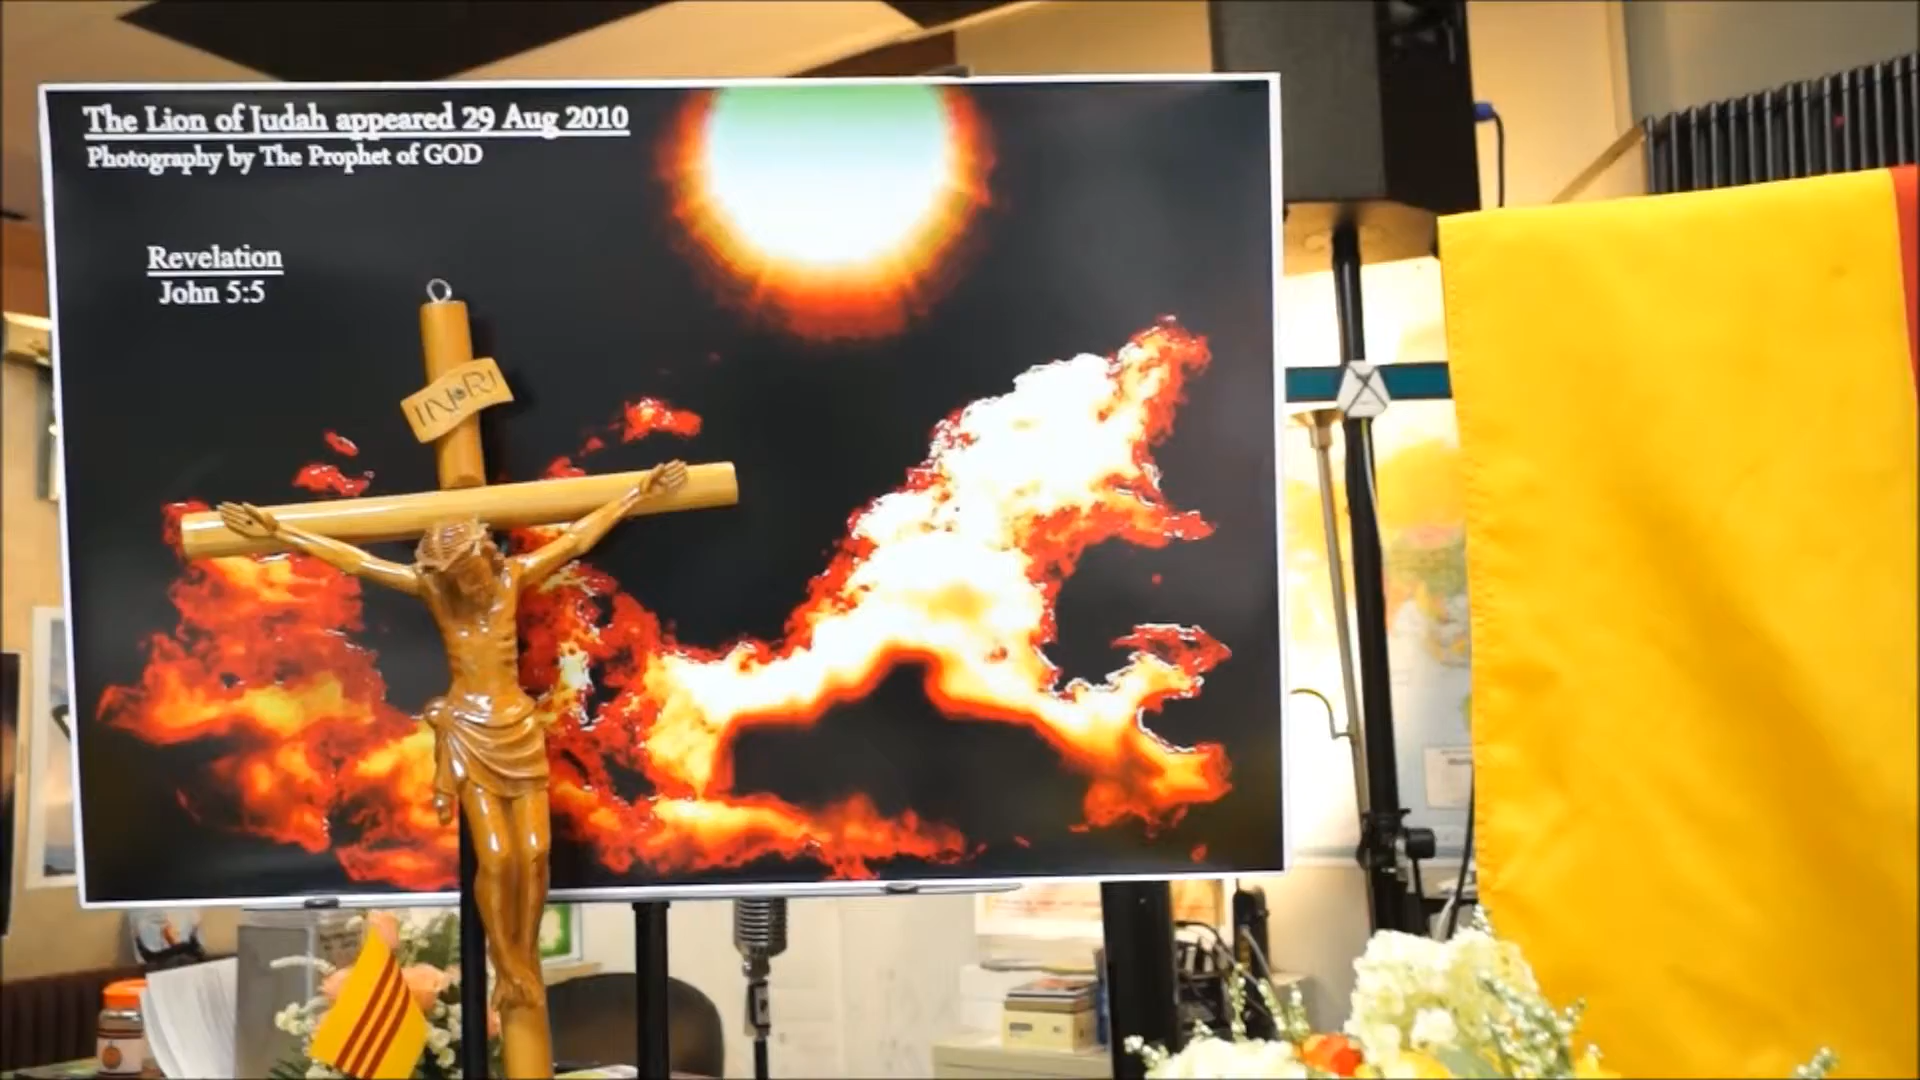 The Lion of Judah appeared 29 Aug 2010
Photography by The Prophet of GOD
Revelation
John 5:5
INRI